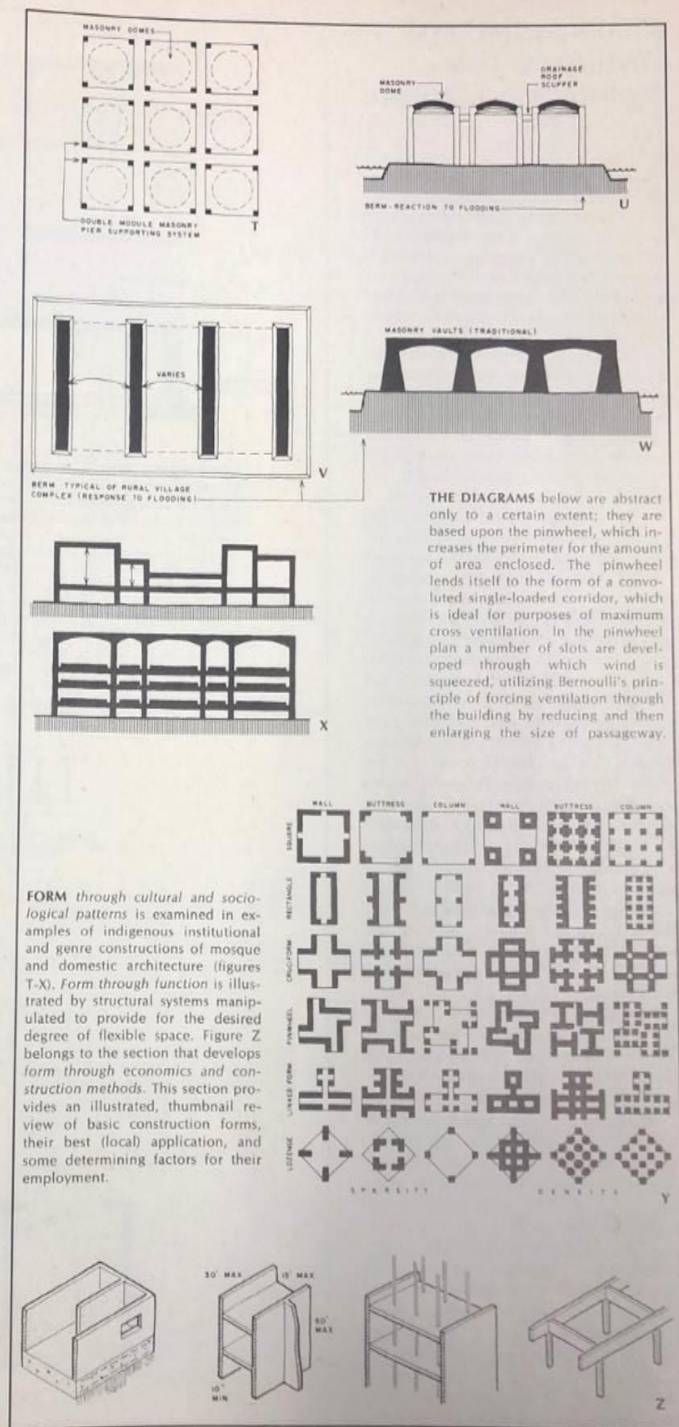 MASONRY DOMES
DOUBLE MODULE MASONRY
PIER SUPPORTING SYSTEM
T
MASONRY
DOME
DRAINAGE
ROOF
SCUPPER
BERM-REACTION TO FLOODING
U
VARIES
V
BERM TYPICAL OF RURAL VILLAGE
COMPLEX (RESPONSE TO FLOODING)
MASONRY VAULTS (TRADITIONAL)
W
THE DIAGRAMS below are abstract
only to a certain extent; they are
based upon the pinwheel, which in-
creases the perimeter for the amount
of area enclosed. The pinwheel
lends itself to the form of a convo-
luted single-loaded corridor, which
is ideal for purposes of maximum
cross ventilation. In the pinwheel
plan a number of slots are devel-
oped through which wind is
squeezed, utilizing Bernoulli's prin-
ciple of forcing ventilation through
the building by reducing and then
enlarging the size of passageway.
X
FORM through cultural and socio-
logical patterns is examined in ex-
amples of indigenous institutional
and genre constructions of mosque
and domestic architecture (figures
T-X). Form through function is illus-
trated by structural systems manip-
ulated to provide for the desired
degree of flexible space. Figure Z
belongs to the section that develops
form through economics and con-
struction methods. This section pro-
vides an illustrated, thumbnail re-
view of basic construction forms,
their best (local) application, and
some determining factors for their
employment.
WALL BUTTRESS COLUMN WALL BUTTRESS COLUMN
SQUARE
RECTANGLE
CRUCIFORM
PINWHEEL
LINKED FORM
LOZENGE
SPARSITY DENSITY
Y
30' MAX 15' MAX
60'
MAX
10"
MIN
Z